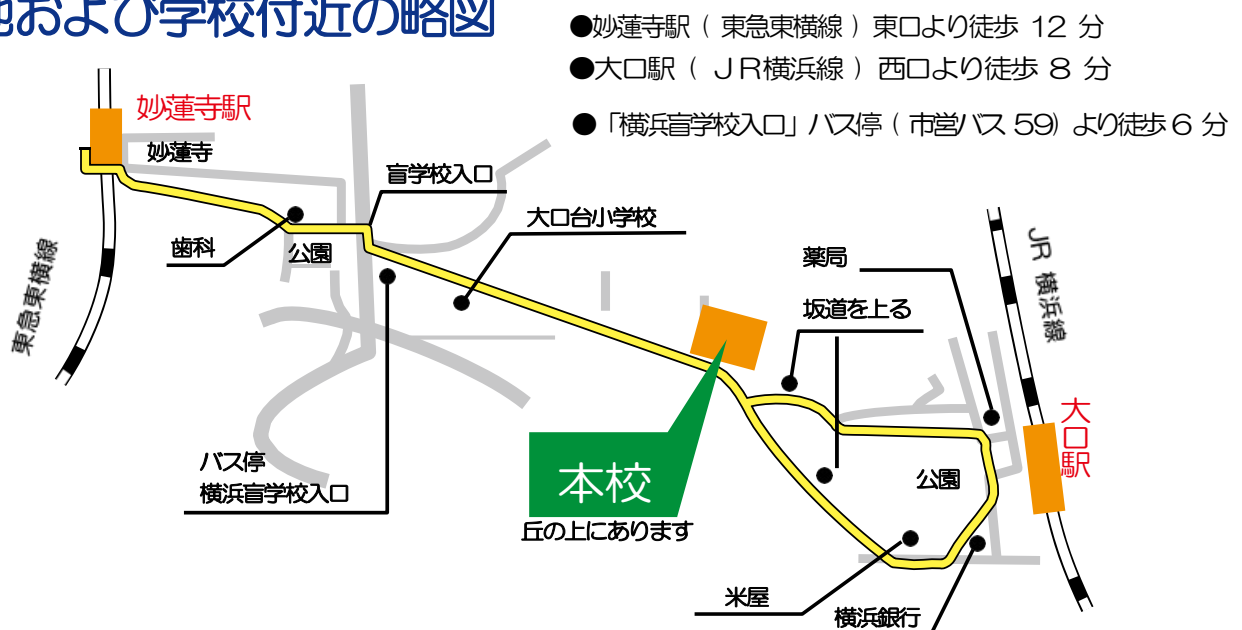 および学校付近の略図
●妙蓮寺駅（東急東横線）東口より徒歩 12 分
●大口駅（ＪＲ横浜線）西口より徒歩 8 分
●「横浜盲学校入口」バス停（市営バス 59）より徒歩 6 分
妙蓮寺駅
妙蓮寺
盲学校入口
大口台小学校
歯科
公園
東急東横線
薬局
坂道を上る
JR 横浜線
大口駅
バス停
横浜盲学校入口
本校
丘の上にあります
公園
米屋
横浜銀行